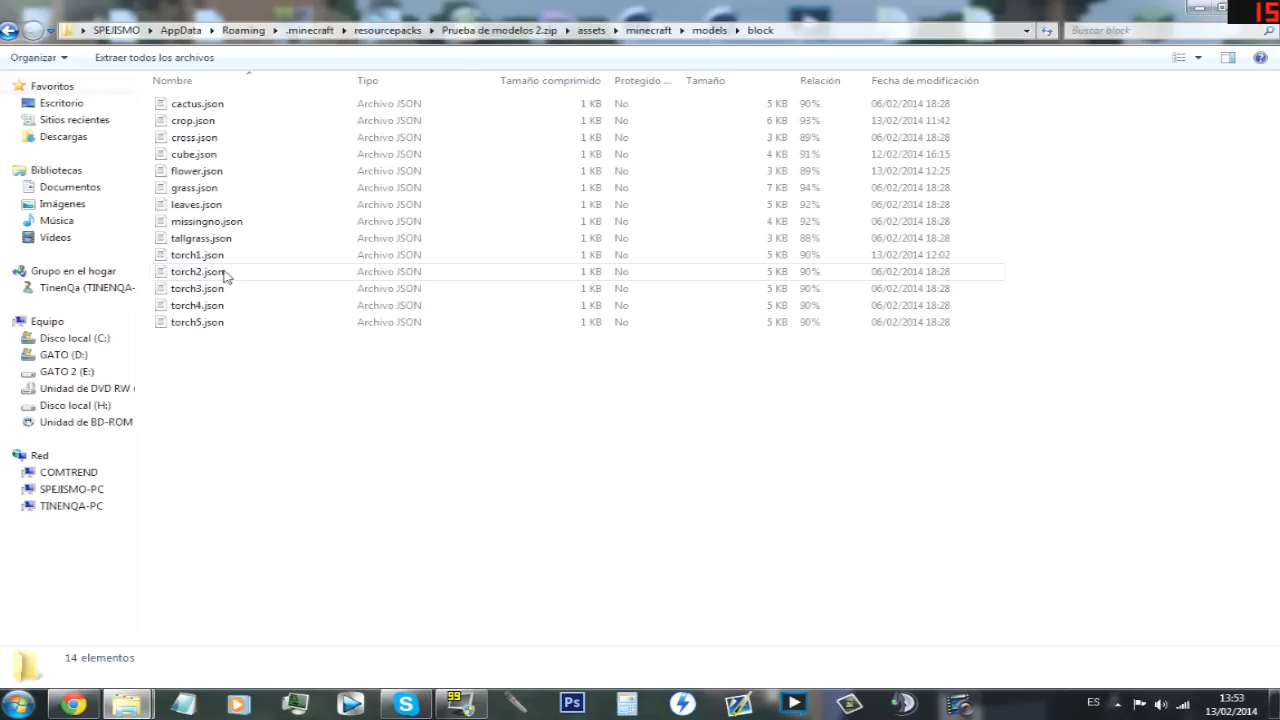 15
SPEJISMO AppData Roaming .minecraft resourcepacks Prueba de modelos 2.zip assets minecraft models block Buscar block
Organizar Extraer todos los archivos
Nombre Tipo Tamaño comprimido Protegido ... Tamaño Relación Fecha de modificación
Favoritos
Escritorio
Sitios recientes
Descargas
Bibliotecas
Documentos
Imágenes
Música
Vídeos
Grupo en el hogar
TinenQa (TINENQA-
Equipo
Disco local (C:)
GATO (D:)
GATO 2 (E:)
Unidad de DVD RW (
Disco local (H:)
Unidad de BD-ROM
Red
COMTREND
SPEJISMO-PC
TINENQA-PC
cactus.json Archivo JSON 1 KB No 5 KB 90% 06/02/2014 18:28
crop.json Archivo JSON 1 KB No 6 KB 93% 13/02/2014 11:42
cross.json Archivo JSON 1 KB No 3 KB 89% 06/02/2014 18:28
cube.json Archivo JSON 1 KB No 4 KB 91% 12/02/2014 16:15
flower.json Archivo JSON 1 KB No 3 KB 89% 13/02/2014 12:25
grass.json Archivo JSON 1 KB No 7 KB 94% 06/02/2014 18:28
leaves.json Archivo JSON 1 KB No 5 KB 92% 06/02/2014 18:28
missingno.json Archivo JSON 1 KB No 4 KB 92% 06/02/2014 18:28
tallgrass.json Archivo JSON 1 KB No 3 KB 88% 06/02/2014 18:28
torch1.json Archivo JSON 1 KB No 5 KB 90% 13/02/2014 12:02
torch2.json Archivo JSON 1 KB No 5 KB 90% 06/02/2014 18:28
torch3.json Archivo JSON 1 KB No 5 KB 90% 06/02/2014 18:28
torch4.json Archivo JSON 1 KB No 5 KB 90% 06/02/2014 18:28
torch5.json Archivo JSON 1 KB No 5 KB 90% 06/02/2014 18:28
14 elementos
99
Ps
ES
13:53
13/02/2014